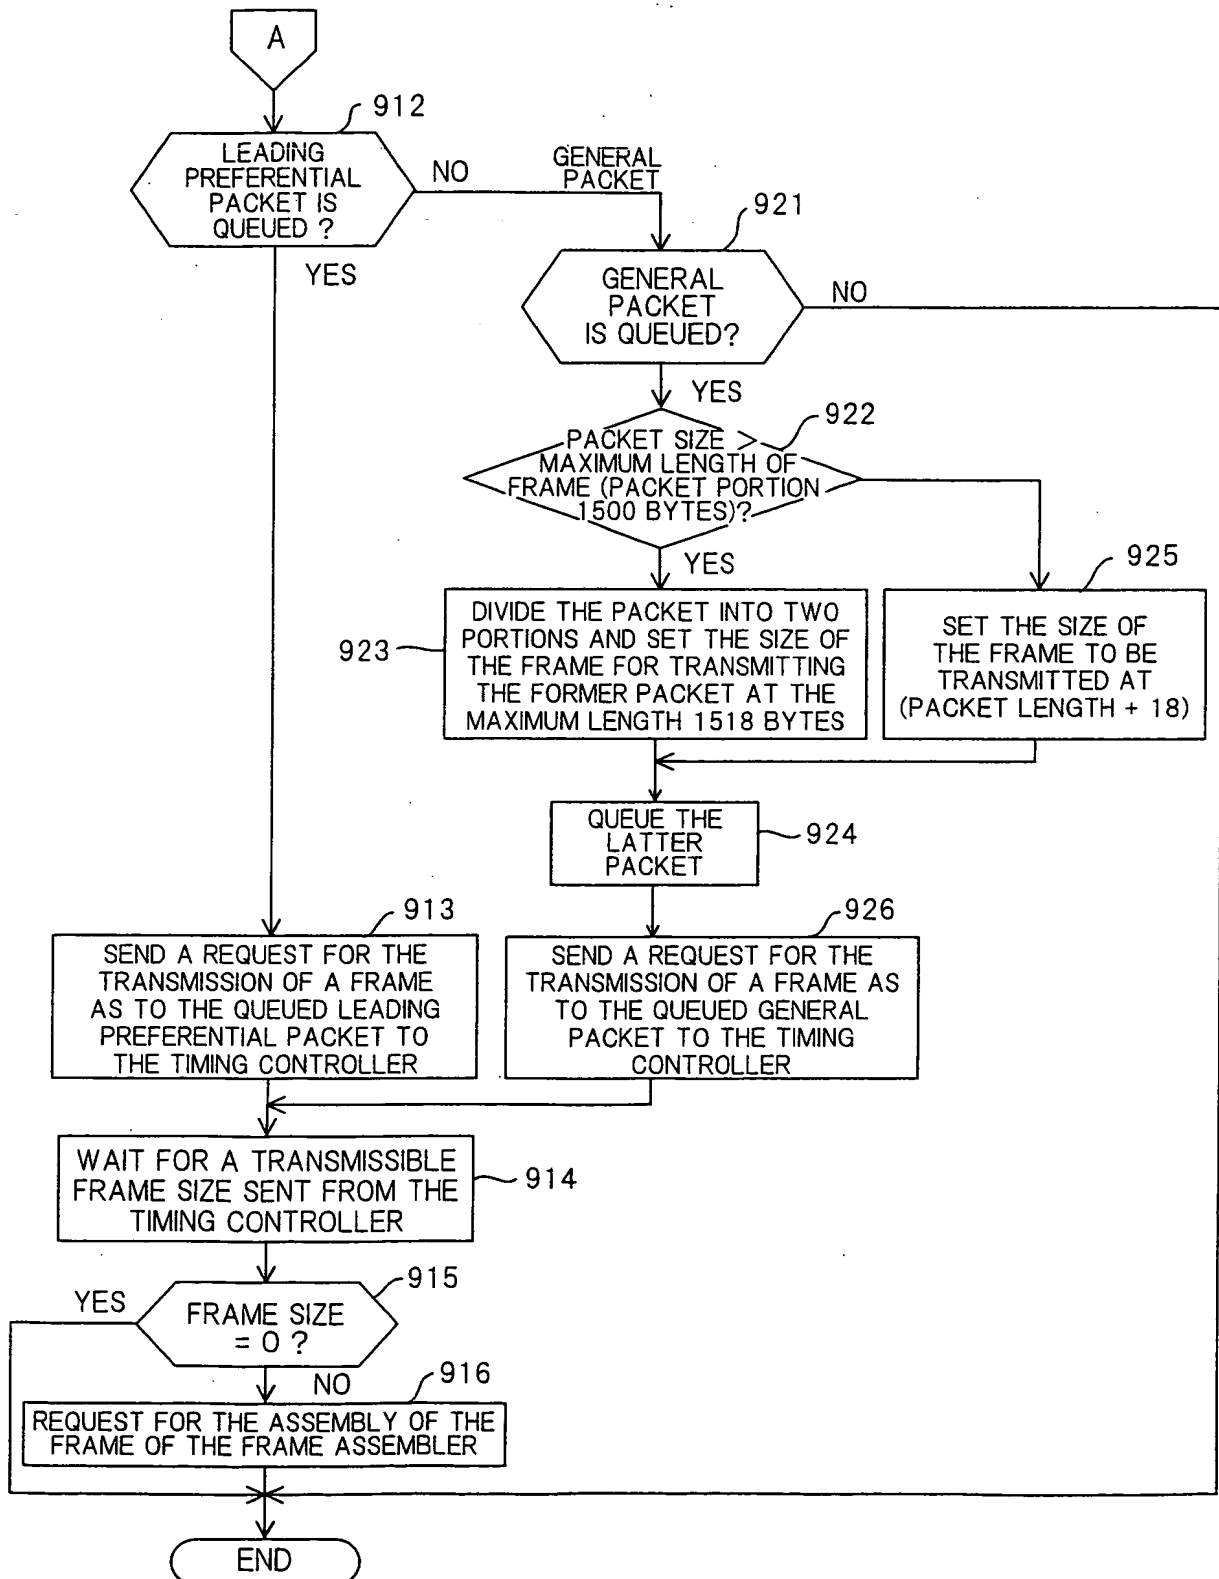 A
912
LEADING
PREFERENTIAL
PACKET IS
QUEUED ?
NO
GENERAL
PACKET
YES
921
GENERAL
PACKET
IS QUEUED?
NO
YES
922
PACKET SIZE >
MAXIMUM LENGTH OF
FRAME (PACKET PORTION
1500 BYTES)?
YES
923
DIVIDE THE PACKET INTO TWO
PORTIONS AND SET THE SIZE OF
THE FRAME FOR TRANSMITTING
THE FORMER PACKET AT THE
MAXIMUM LENGTH 1518 BYTES
925
SET THE SIZE OF
THE FRAME TO BE
TRANSMITTED AT
(PACKET LENGTH + 18)
QUEUE THE
LATTER
PACKET
924
913
SEND A REQUEST FOR THE
TRANSMISSION OF A FRAME
AS TO THE QUEUED LEADING
PREFERENTIAL PACKET TO
THE TIMING CONTROLLER
926
SEND A REQUEST FOR THE
TRANSMISSION OF A FRAME AS
TO THE QUEUED GENERAL
PACKET TO THE TIMING
CONTROLLER
WAIT FOR A TRANSMISSIBLE
FRAME SIZE SENT FROM THE
TIMING CONTROLLER
914
915
YES
FRAME SIZE
= 0 ?
NO
916
REQUEST FOR THE ASSEMBLY OF THE
FRAME OF THE FRAME ASSEMBLER
END